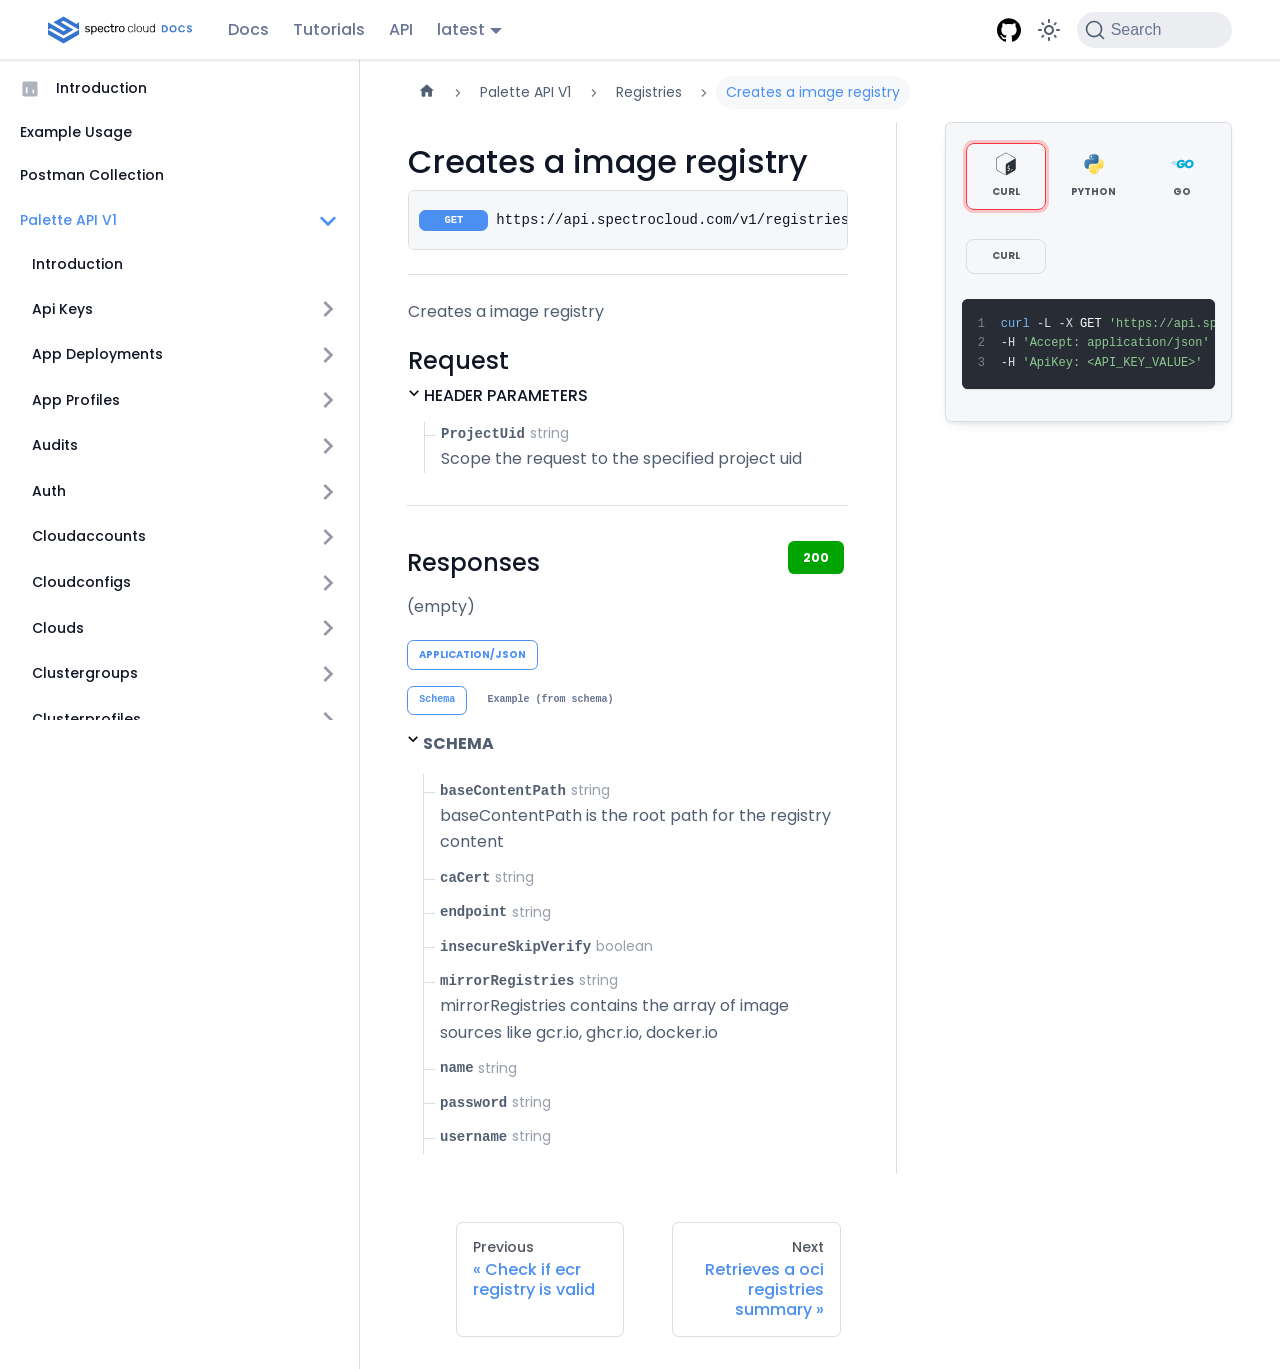 spectro cloud DOCS
Docs
Tutorials
API
latest
Search
Introduction
Example Usage
Postman Collection
Palette API V1
Introduction
Api Keys
App Deployments
App Profiles
Audits
Auth
Cloudaccounts
Cloudconfigs
Clouds
Clustergroups
Clusterprofiles
Palette API V1
Registries
Creates a image registry
Creates a image registry
GET https://api.spectrocloud.com/v1/registries
Creates a image registry
Request
HEADER PARAMETERS
ProjectUid string
Scope the request to the specified project uid
Responses
200
(empty)
APPLICATION/JSON
Schema
Example (from schema)
SCHEMA
baseContentPath string
baseContentPath is the root path for the registry
content
caCert string
endpoint string
insecureSkipVerify boolean
mirrorRegistries string
mirrorRegistries contains the array of image
sources like gcr.io, ghcr.io, docker.io
name string
password string
username string
CURL
PYTHON
GO
CURL
1 curl -L -X GET 'https://api.sp
2 -H 'Accept: application/json'
3 -H 'ApiKey: <API_KEY_VALUE>'
Previous
« Check if ecr
registry is valid
Next
Retrieves a oci
registries
summary »